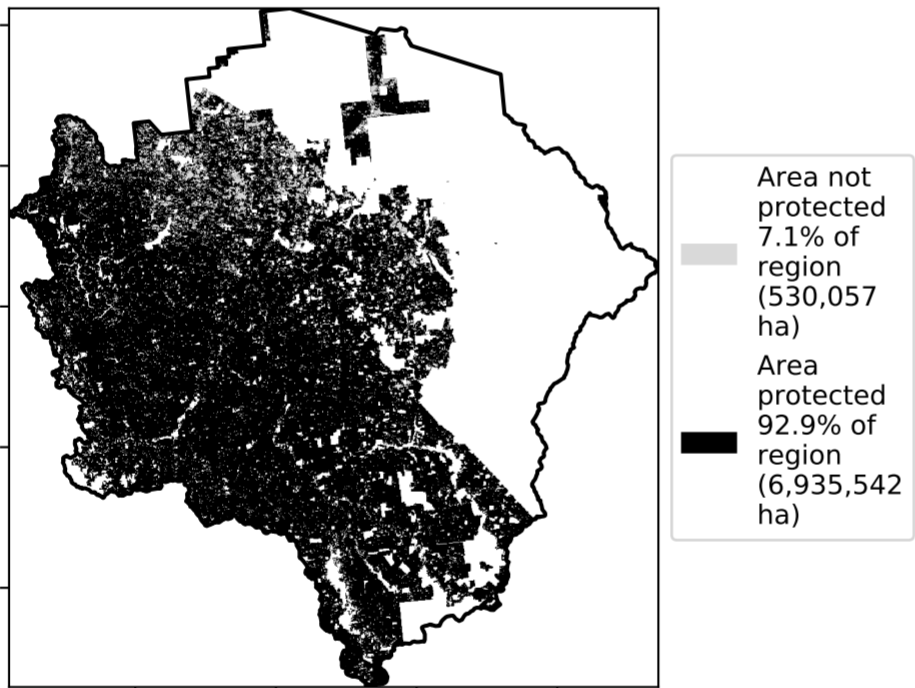 Area not
protected
7.1% of
region
(530,057
ha)
Area
protected
92.9% of
region
(6,935,542
ha)